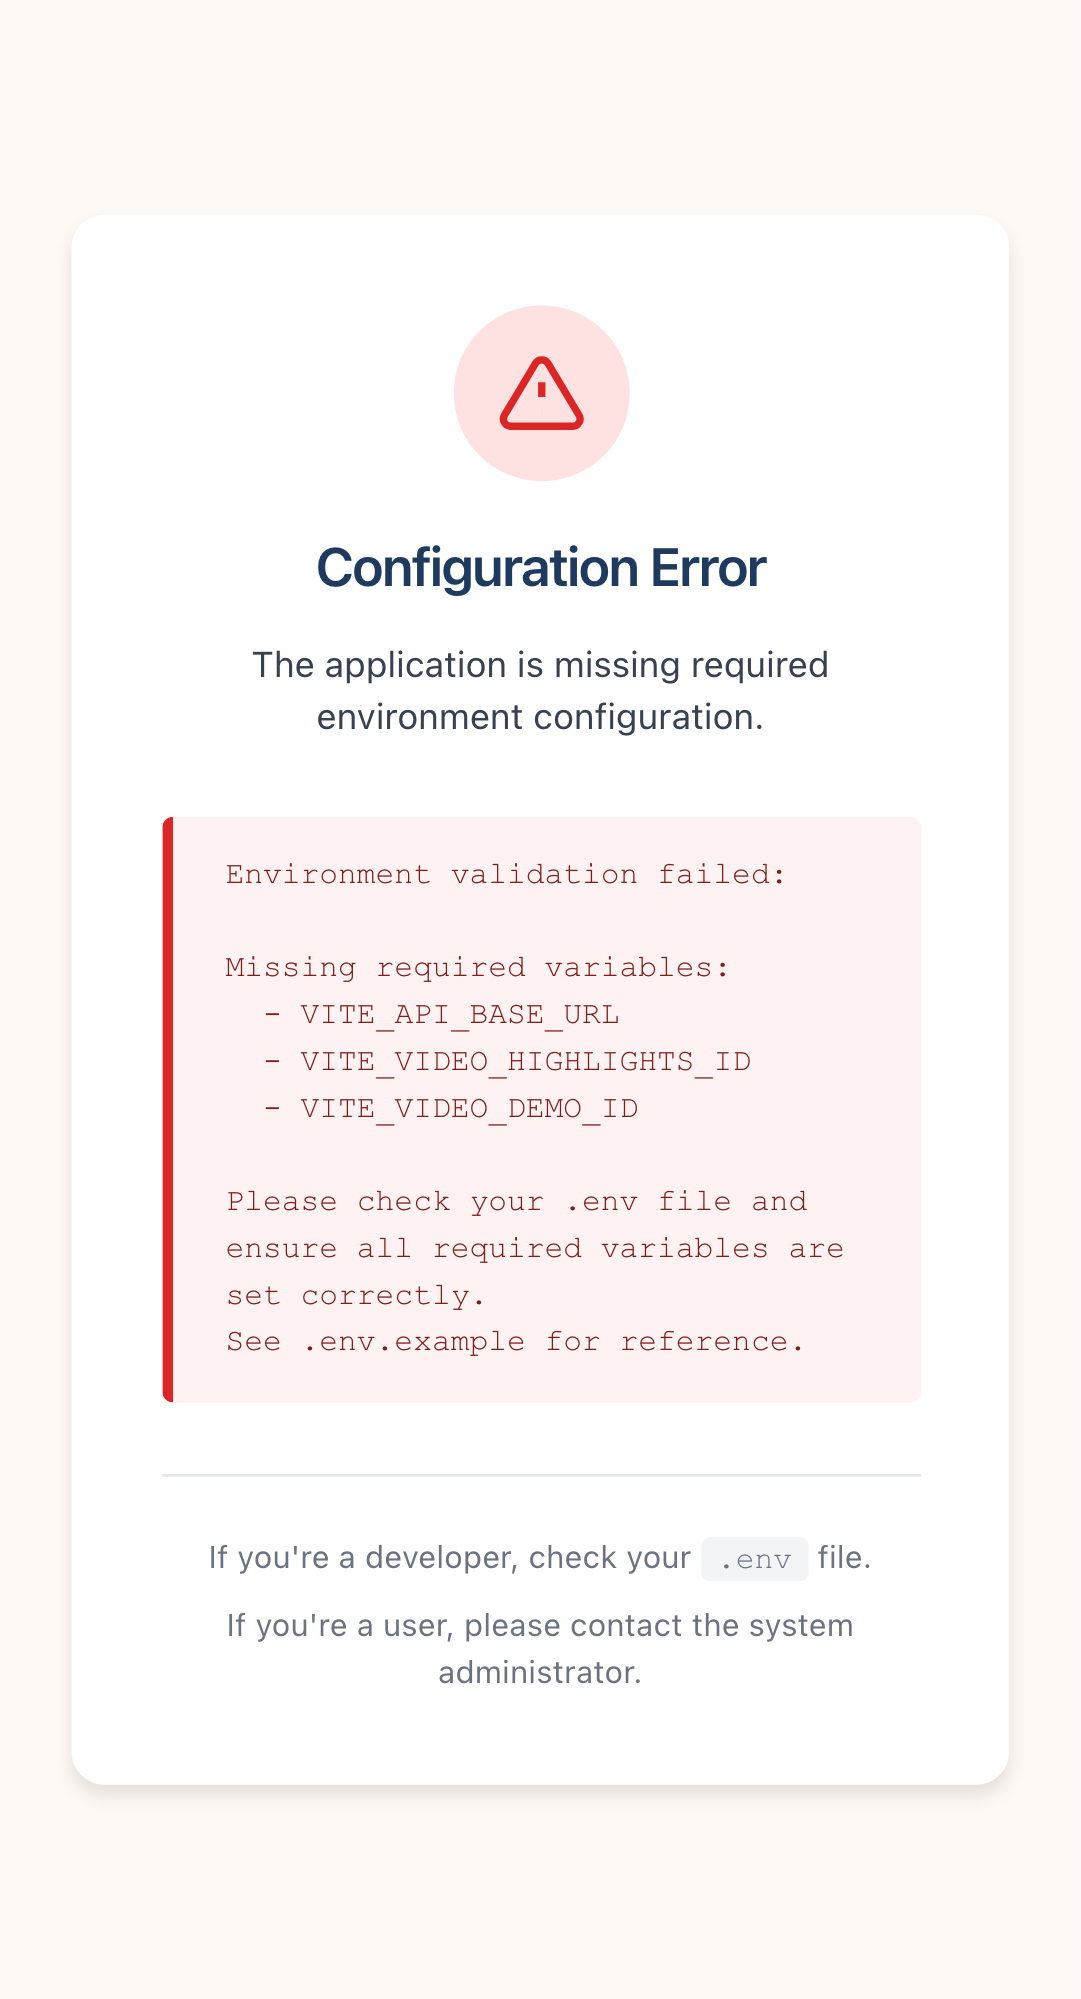 Configuration Error
The application is missing required
environment configuration.
Environment validation failed:
Missing required variables:
- VITE_API_BASE_URL
- VITE_VIDEO_HIGHLIGHTS_ID
- VITE_VIDEO_DEMO_ID
Please check your .env file and
ensure all required variables are
set correctly.
See .env.example for reference.
If you're a developer, check your .env file.
If you're a user, please contact the system
administrator.